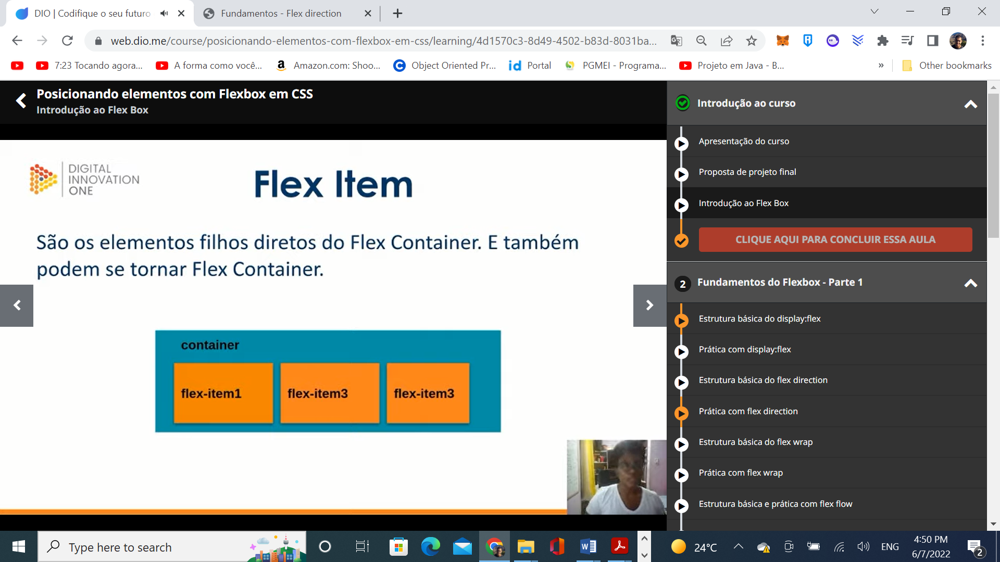 DIO | Codifique o seu futuro
Fundamentos - Flex direction
web.dio.me/course/posicionando-elementos-com-flexbox-em-css/learning/4d1570c3-8d49-4502-b83d-8031ba...
7:23 Tocando agora...
A forma como você...
Amazon.com: Shoo...
Object Oriented Pr...
Portal
PGMEI - Programa...
Projeto em Java - B...
»
Other bookmarks
Posicionando elementos com Flexbox em CSS
Introdução ao Flex Box
DIGITAL
INNOVATION
ONE
Flex Item
São os elementos filhos diretos do Flex Container. E também
podem se tornar Flex Container.
container
flex-item1
flex-item3
flex-item3
Introdução ao curso
Apresentação do curso
Proposta de projeto final
Introdução ao Flex Box
CLIQUE AQUI PARA CONCLUIR ESSA AULA
2 Fundamentos do Flexbox - Parte 1
Estrutura básica do display:flex
Prática com display:flex
Estrutura básica do flex direction
Prática com flex direction
Estrutura básica do flex wrap
Prática com flex wrap
Estrutura básica e prática com flex flow
Type here to search
24°C
ENG
4:50 PM
6/7/2022
2